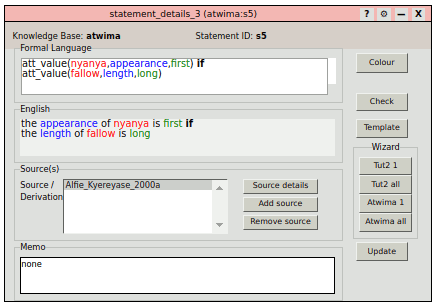 statement_details_3 (atwima:s5)
? — X
Knowledge Base: atwima Statement ID: s5
Formal Language
att_value(nyanya,appearance,first) if
att_value(fallow,length,long)
Colour
Check
Template
English
the appearance of nyanya is first if
the length of fallow is long
Wizard
Tut2 1
Tut2 all
Atwima 1
Atwima all
Source(s)
Source /
Derivation
Alfie_Kyereyase_2000a
Source details
Add source
Remove source
Update
Memo
none